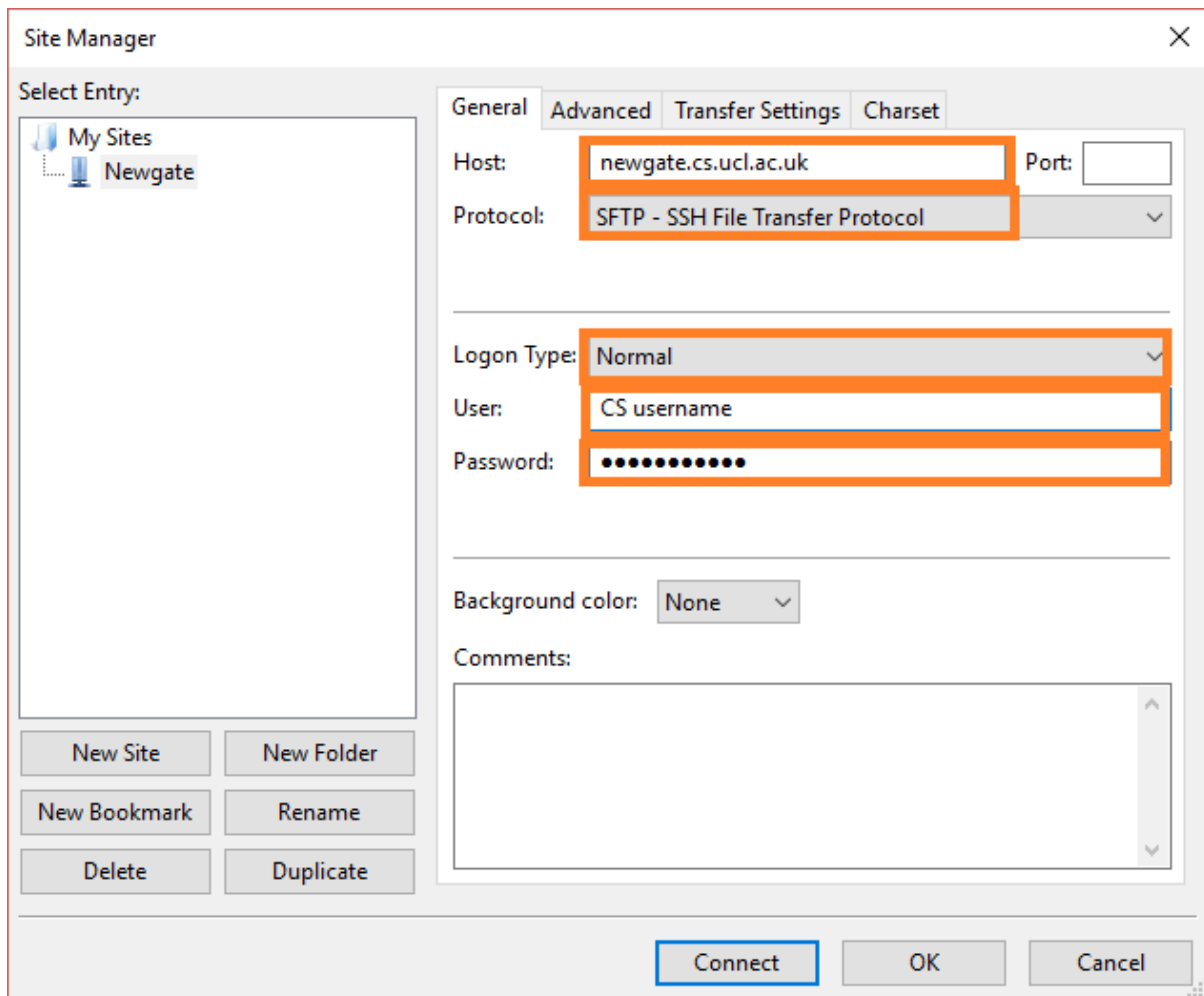 Site Manager
Select Entry:
My Sites
Newgate
General Advanced Transfer Settings Charset
Host: newgate.cs.ucl.ac.uk Port:
Protocol: SFTP - SSH File Transfer Protocol
Logon Type: Normal
User: CS username
Password: ●●●●●●●●●●●
Background color: None
Comments:
New Site New Folder
New Bookmark Rename
Delete Duplicate
Connect OK Cancel